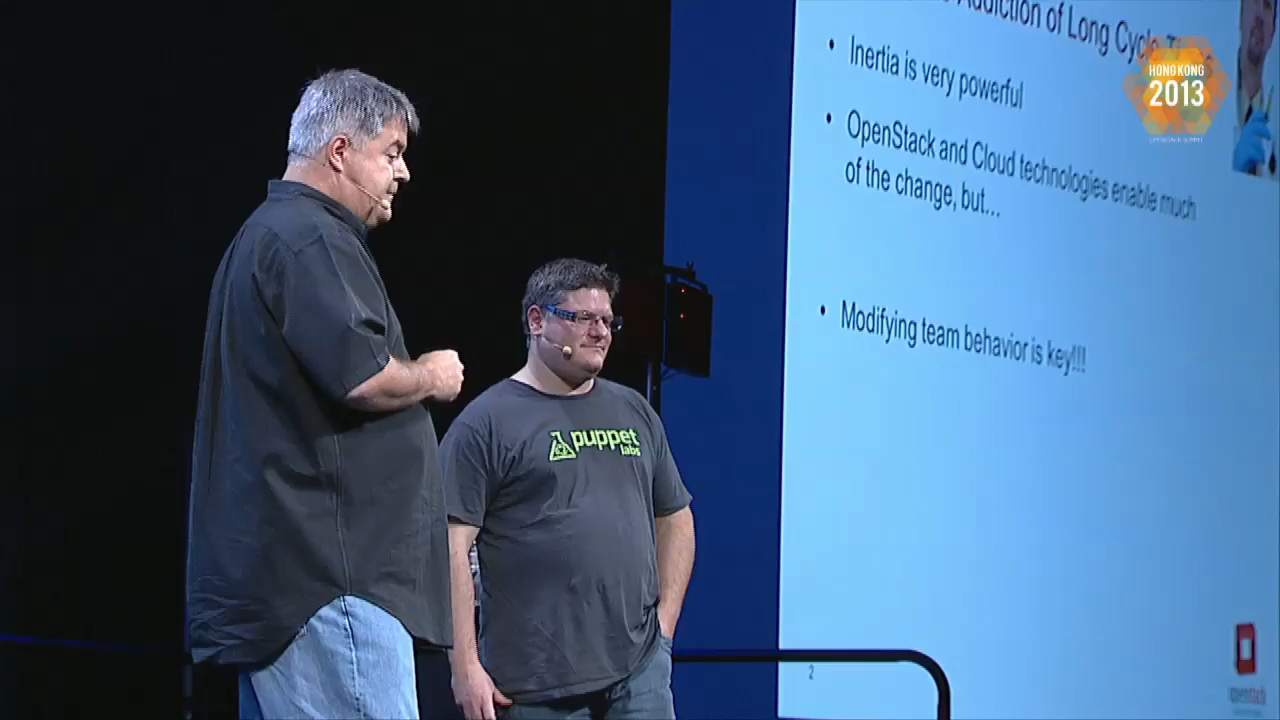 Addiction of Long Cycle
HONG KONG
2013
• Inertia is very powerful
• OpenStack and Cloud technologies enable much
of the change, but...
• Modifying team behavior is key!!!
puppet
labs
2
openstack